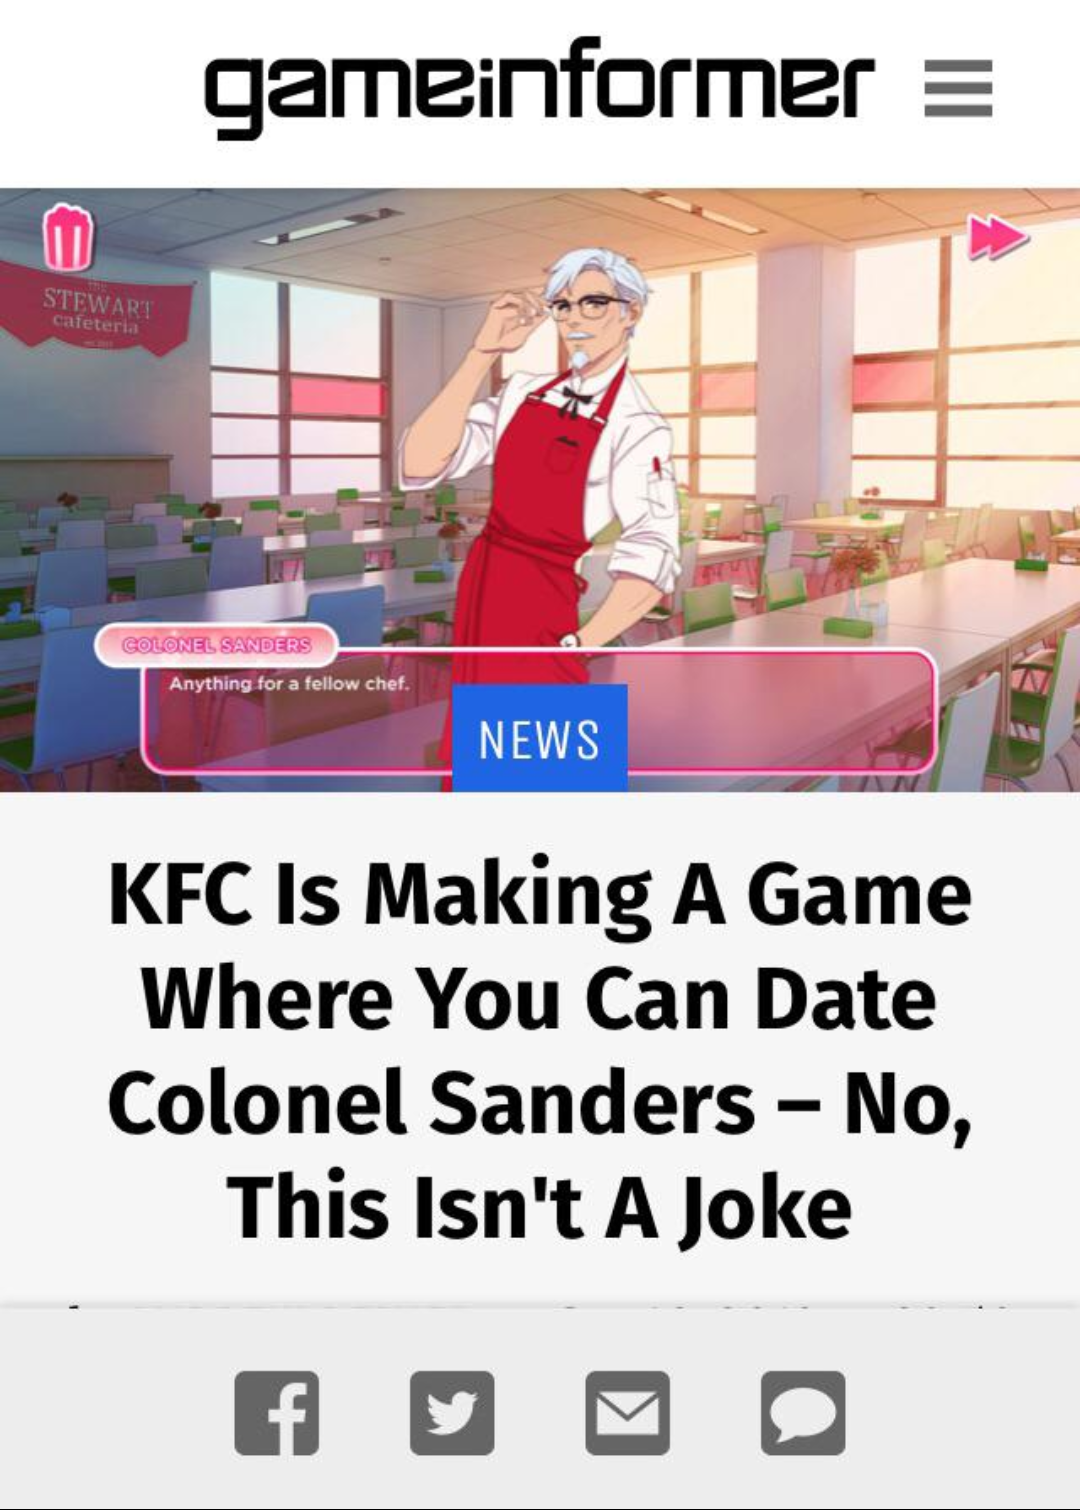 gameinformer
the
STEWART
cafeteria
COLONEL SANDERS
Anything for a fellow chef.
NEWS
KFC Is Making A Game
Where You Can Date
Colonel Sanders – No,
This Isn't A Joke